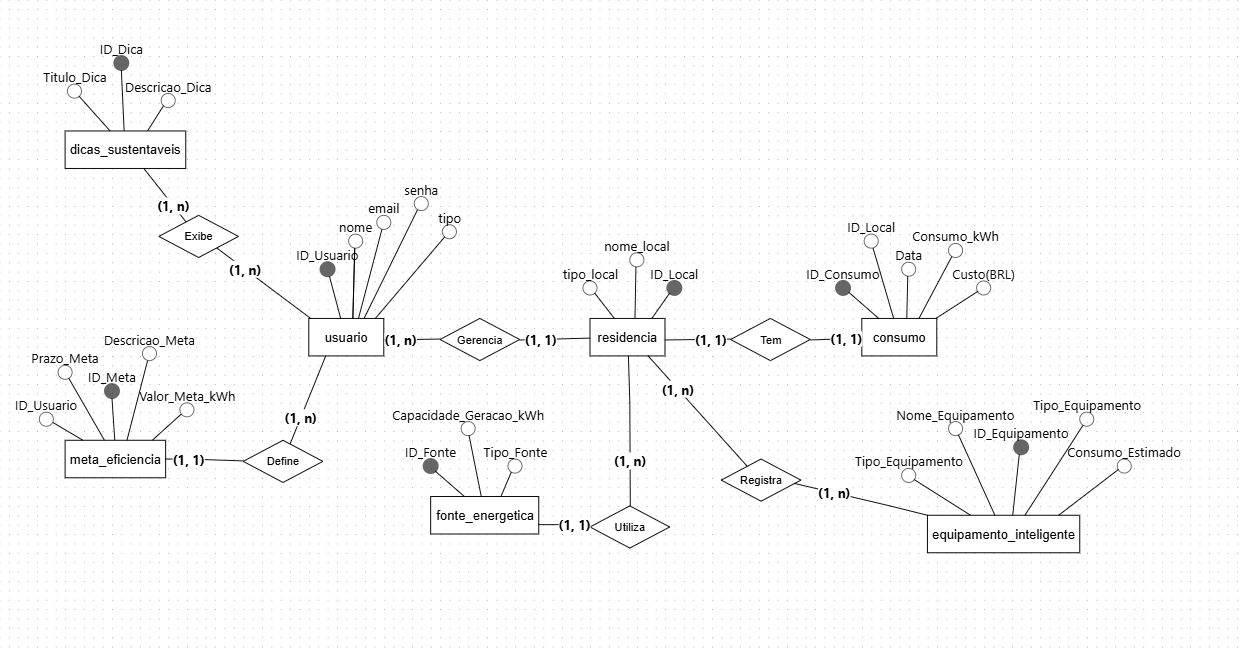 ID_Dica
Titulo_Dica
Descricao_Dica
dicas_sustentaveis
(1, n)
Exibe
(1, n)
senha
email
tipo
nome
ID_Usuario
usuario
(1, n)
Gerencia
(1, 1)
nome_local
tipo_local
ID_Local
residencia
(1, 1)
Tem
(1, 1)
ID_Local
Consumo_kWh
Data
ID_Consumo
Custo(BRL)
consumo
Descricao_Meta
Prazo_Meta
ID_Meta
Valor_Meta_kWh
ID_Usuario
meta_eficiencia
(1, 1)
Define
(1, n)
Capacidade_Geracao_kWh
ID_Fonte
Tipo_Fonte
fonte_energetica
(1, 1)
Utiliza
(1, n)
(1, n)
Registra
(1, n)
Tipo_Equipamento
Nome_Equipamento
ID_Equipamento
Consumo_Estimado
Tipo_Equipamento
equipamento_inteligente